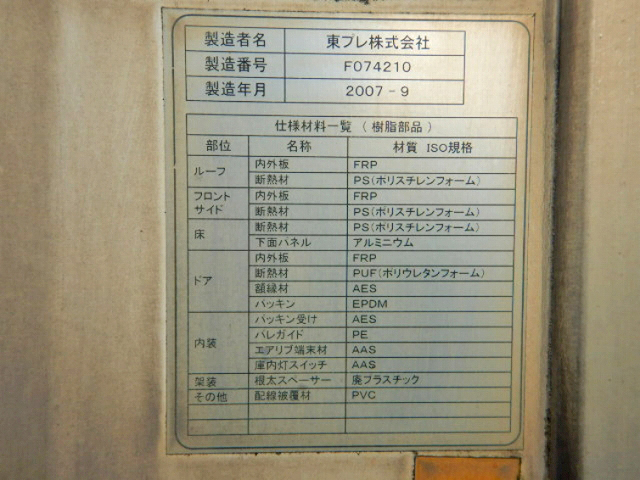 製造者名 東プレ株式会社
製造番号 F074210
製造年月 2007-9
仕様材料一覧 (樹脂部品)
部位 名称 材質 ISO規格
ルーフ 内外板 FRP
断熱材 PS(ポリスチレンフォーム)
フロント サイド 内外板 FRP
断熱材 PS(ポリスチレンフォーム)
床 断熱材 PS(ポリスチレンフォーム)
下面パネル アルミニウム
ドア 内外板 FRP
断熱材 PUF(ポリウレタンフォーム)
額縁材 AES
パッキン EPDM
内装 パッキン受け AES
パレガイド PE
エアリブ端末材 AAS
庫内灯スイッチ AAS
架装 根太スペーサー 廃プラスチック
その他 配線被覆材 PVC